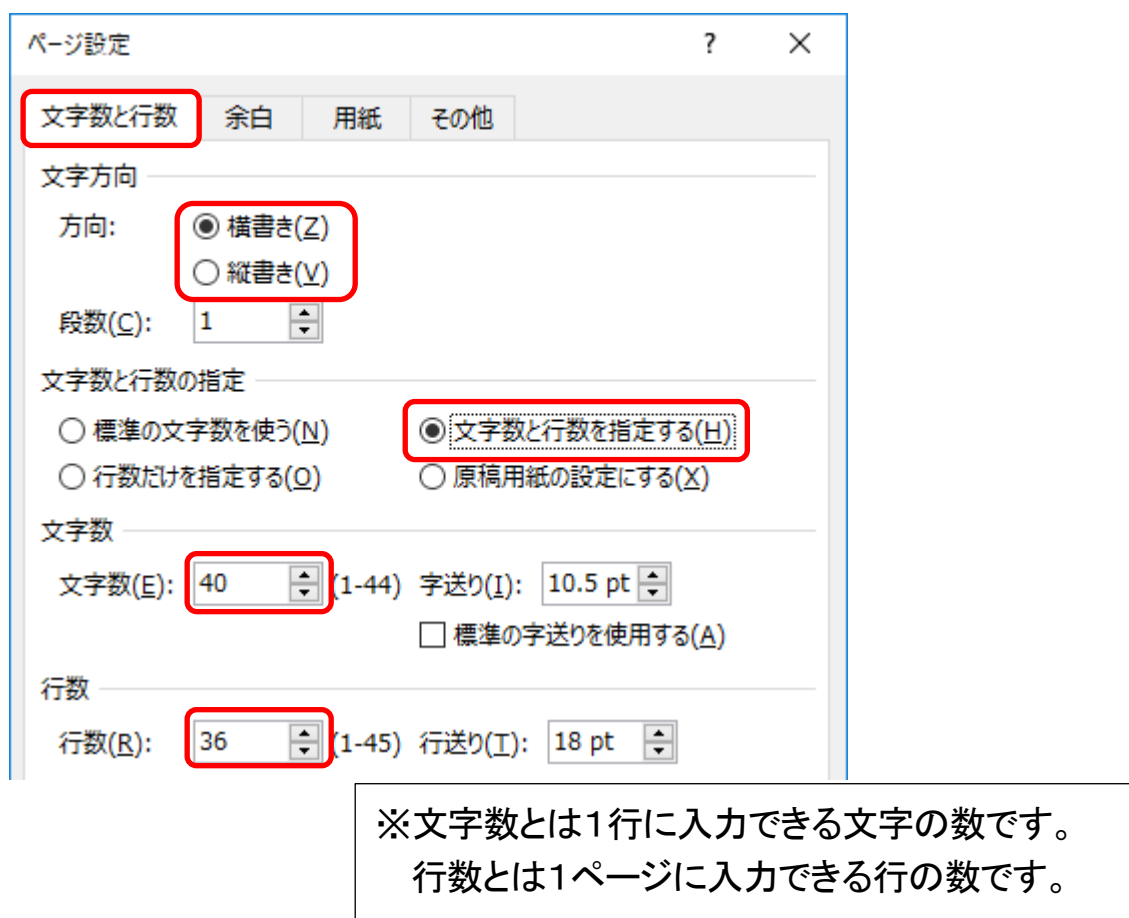 ページ設定 ? ×
文字数と行数 余白 用紙 その他
文字方向
方向: 横書き(Z)
縦書き(V)
段数(C): 1
文字数と行数の指定
標準の文字数を使う(N) 文字数と行数を指定する(H)
行数だけを指定する(O) 原稿用紙の設定にする(X)
文字数
文字数(E): 40 (1-44) 字送り(I): 10.5 pt
標準の字送りを使用する(A)
行数
行数(R): 36 (1-45) 行送り(T): 18 pt
※文字数とは1行に入力できる文字の数です。
行数とは1ページに入力できる行の数です。